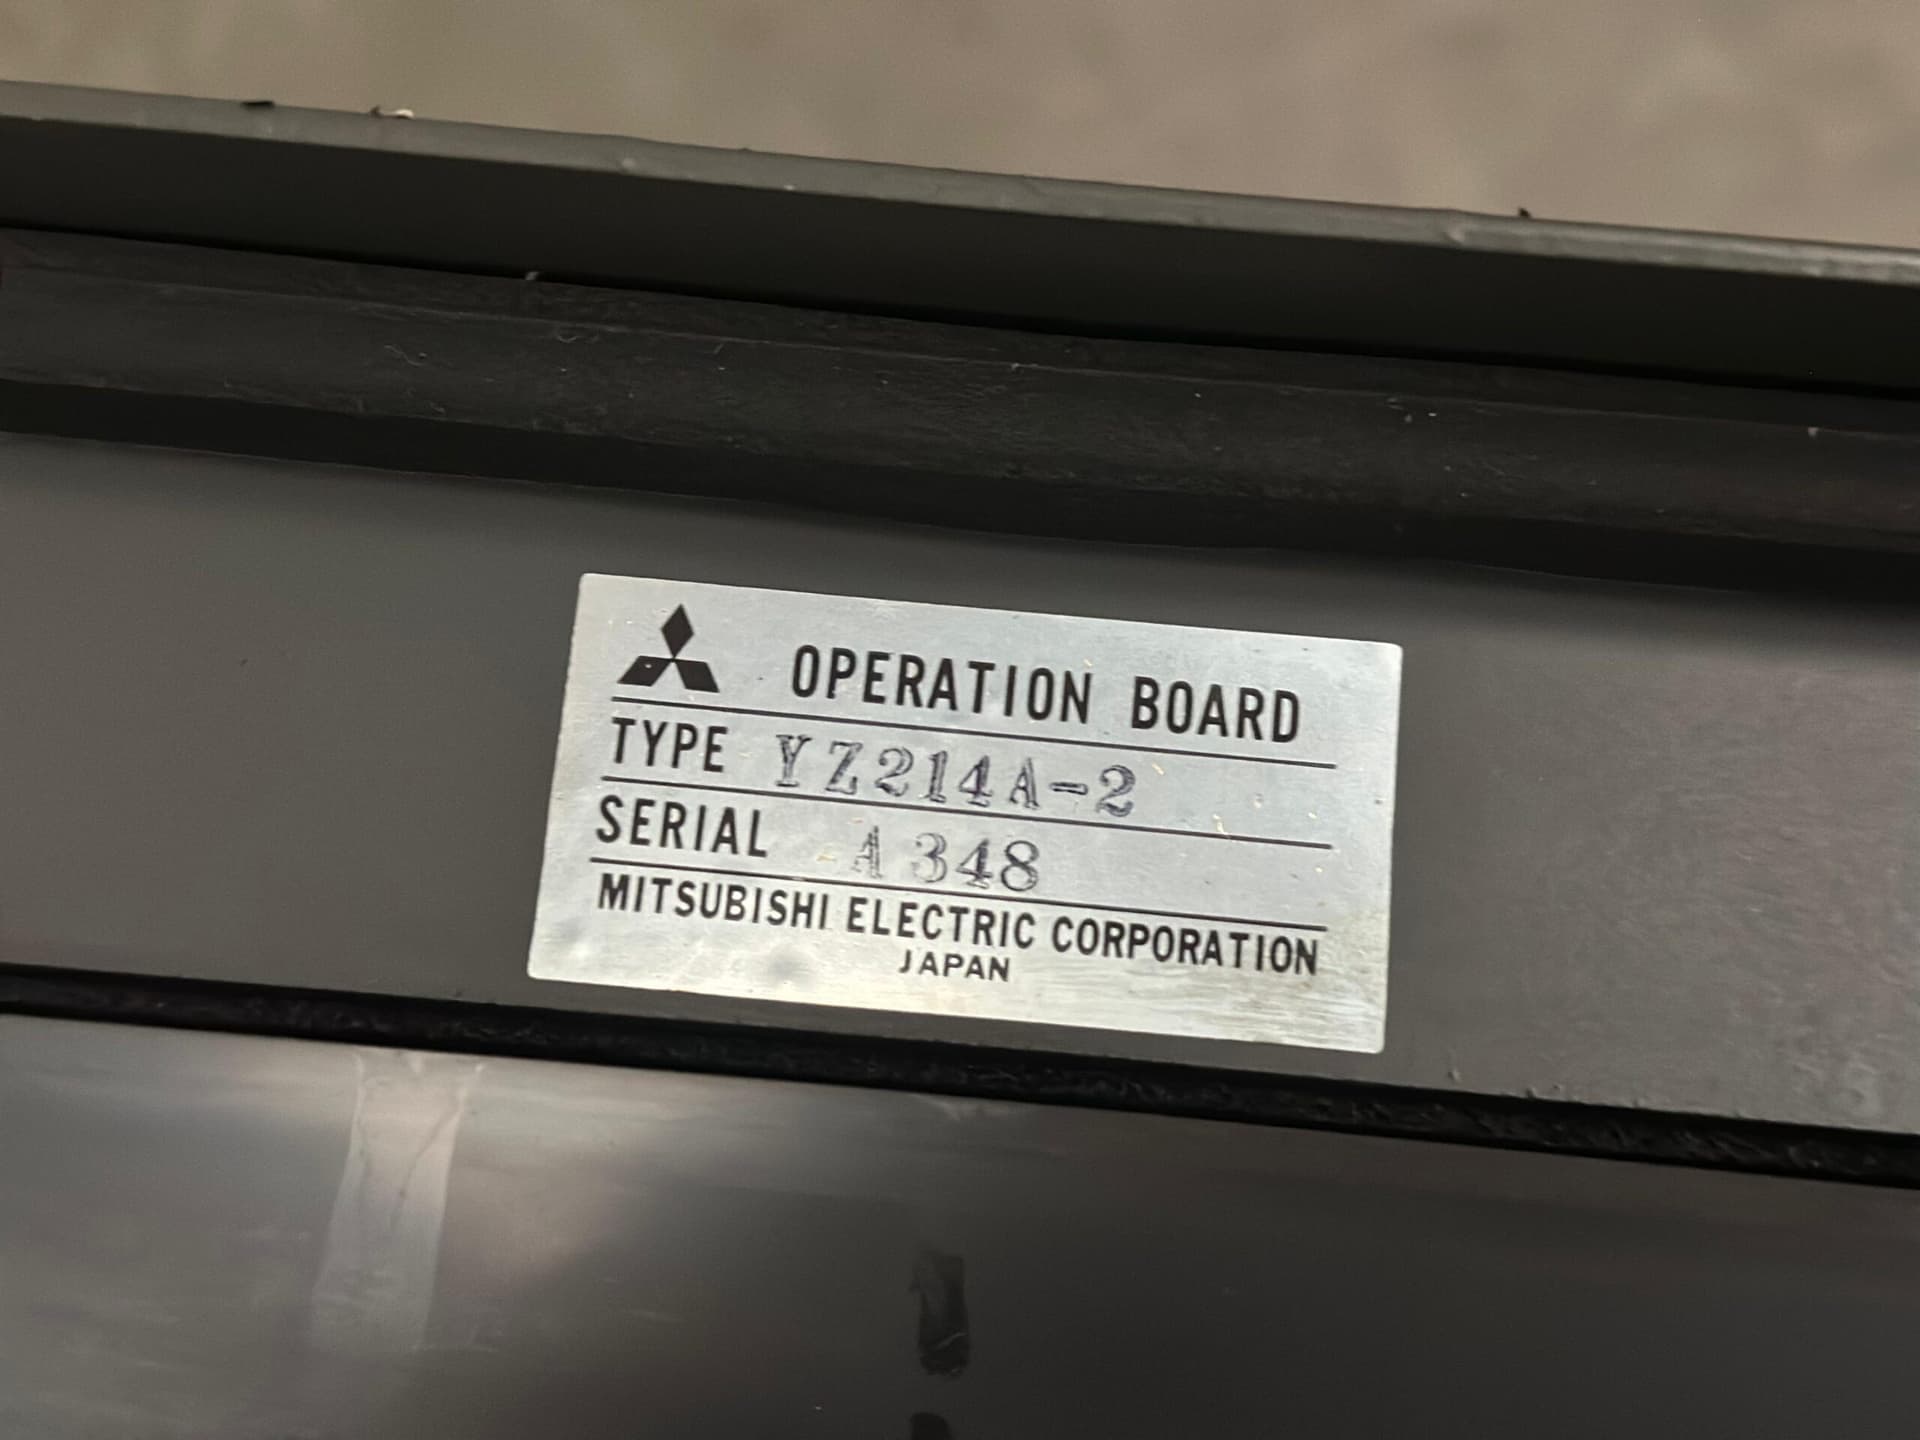 OPERATION BOARD
TYPE YZ214A-2
SERIAL A348
MITSUBISHI ELECTRIC CORPORATION
JAPAN